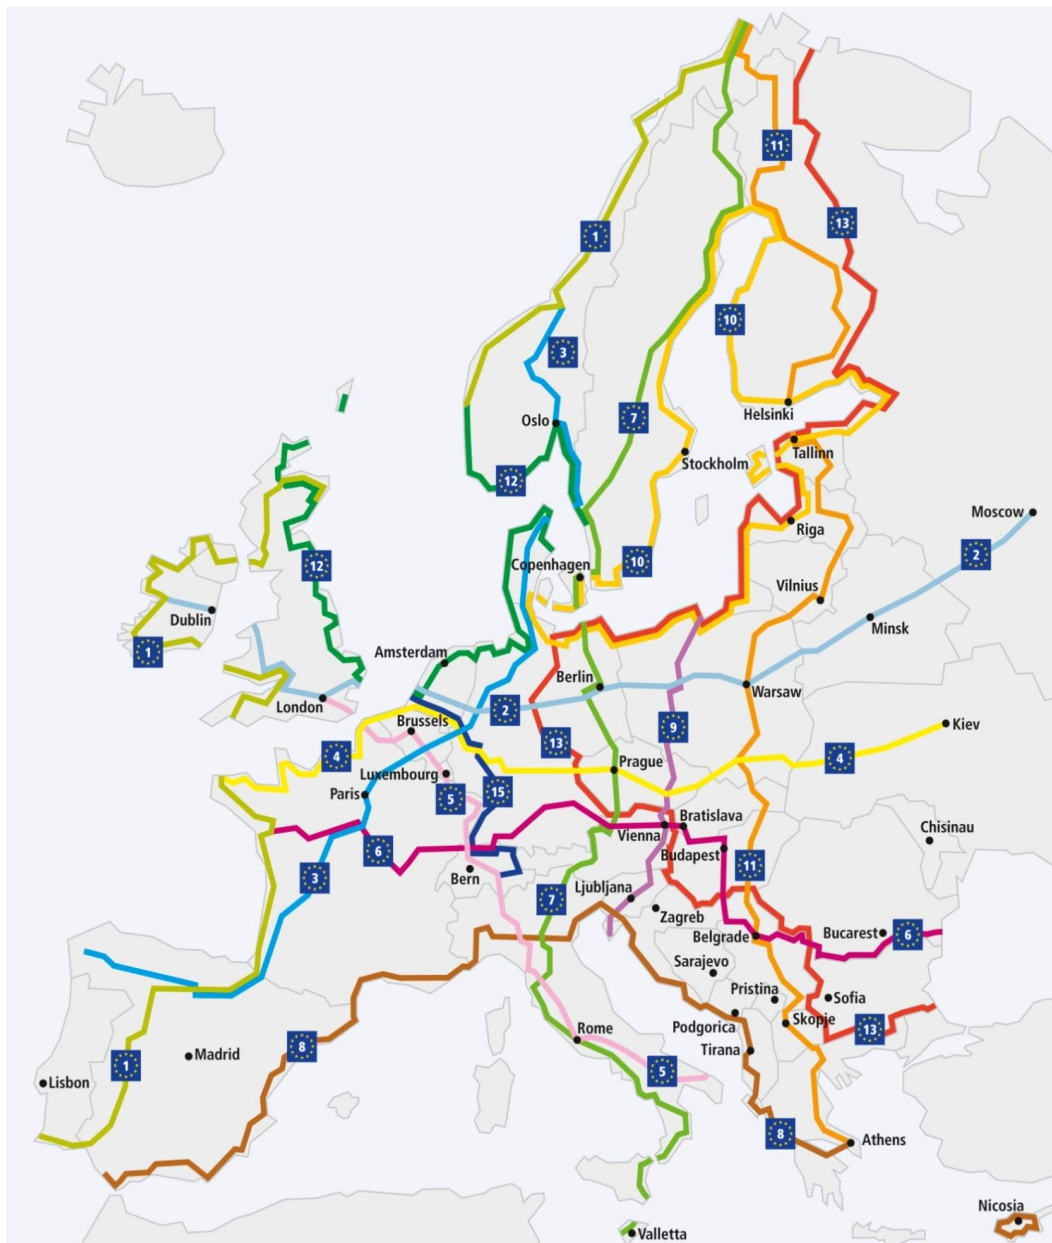 11
13
1
10
3
Helsinki
7
Oslo
Tallinn
Stockholm
12
Moscow
Riga
2
12
10
Copenhagen
Vilnius
Dublin
Minsk
1
Amsterdam
Berlin
Warsaw
London
2
Brussels
9
Kiev
13
4
4
Prague
Luxembourg
15
Paris
5
Bratislava
Chisinau
Vienna
6
Budapest
11
3
Bern
Ljubljana
7
Zagreb
Bucarest
6
Belgrade
Sarajevo
Pristina
Sofia
Skopje
Podgorica
13
Rome
8
Tirana
Madrid
1
5
Lisbon
8
Athens
Nicosia
Valletta